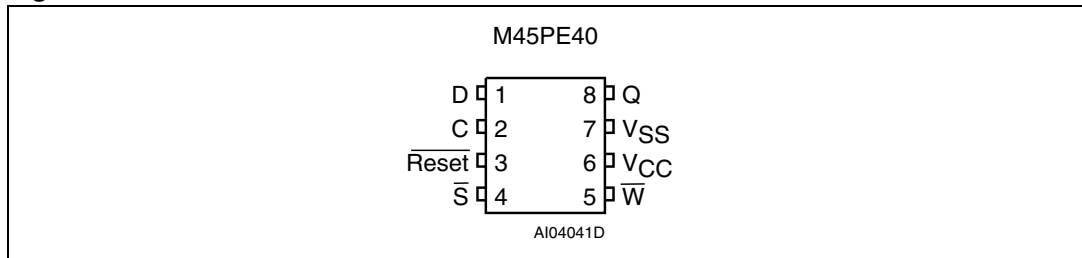 M45PE40
D 1 8 Q
C 2 7 VSS
Reset 3 6 VCC
S 4 5 W
AI04041D